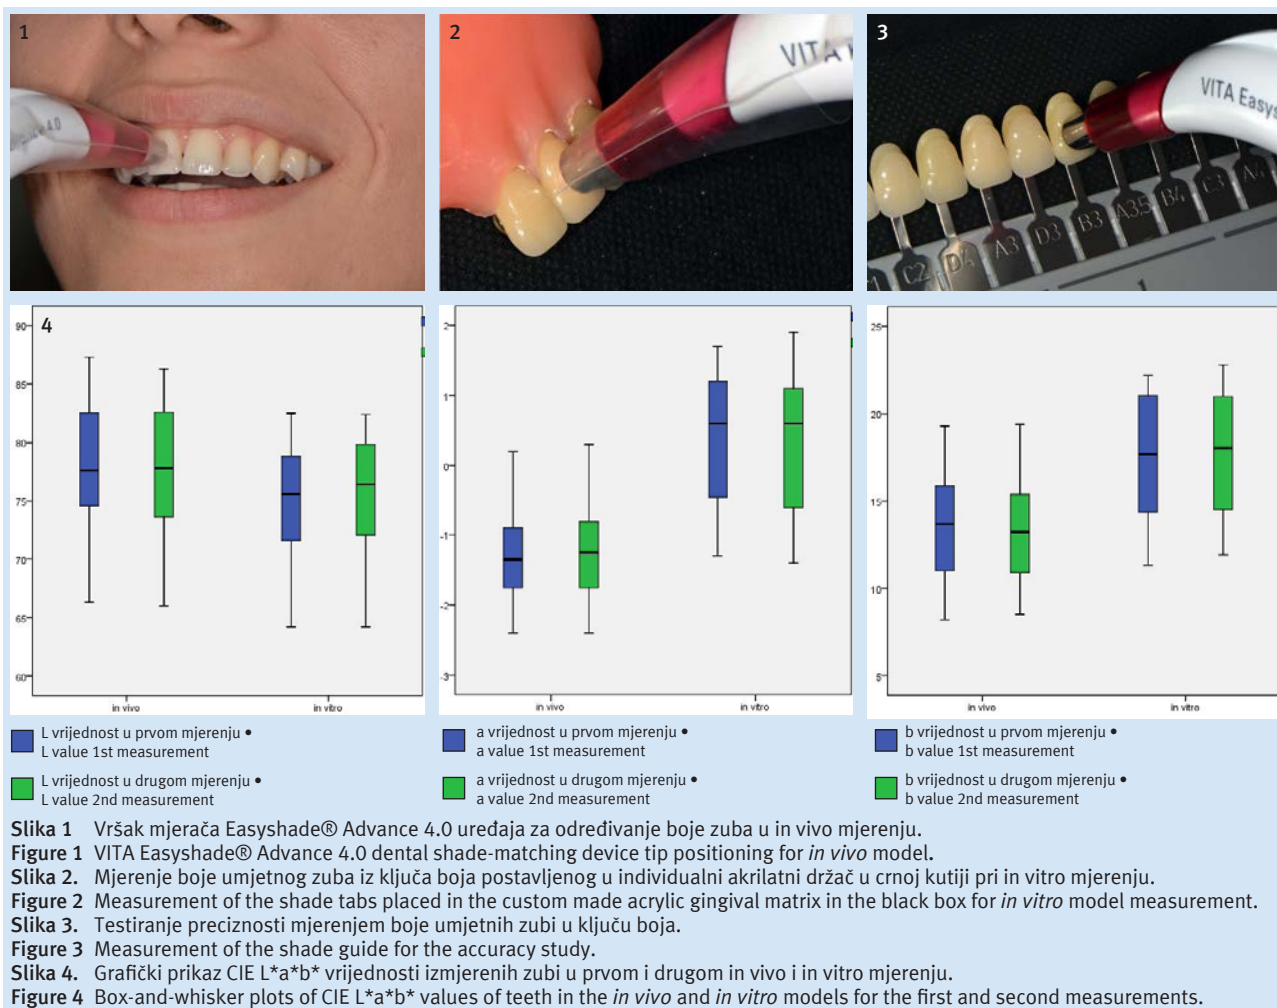 1
2
3
4.0
VITA
VITA Easys
C2 D4 A3 D3 B3 A3,5 B4 C3 A4
4
90
85
80
75
70
65
60
in vivo in vitro
2
1
0
-1
-2
-3
in vivo in vitro
25
20
15
10
5
in vivo in vitro
L vrijednost u prvom mjerenju •
L value 1st measurement
L vrijednost u drugom mjerenju •
L value 2nd measurement
a vrijednost u prvom mjerenju •
a value 1st measurement
a vrijednost u drugom mjerenju •
a value 2nd measurement
b vrijednost u prvom mjerenju •
b value 1st measurement
b vrijednost u drugom mjerenju •
b value 2nd measurement
Slika 1 Vršak mjerača Easyshade® Advance 4.0 uređaja za određivanje boje zuba u in vivo mjerenju.
Figure 1 VITA Easyshade® Advance 4.0 dental shade-matching device tip positioning for in vivo model.
Slika 2. Mjerenje boje umjetnog zuba iz ključa boja postavljenog u individualni akrilatni držač u crnoj kutiji pri in vitro mjerenju.
Figure 2 Measurement of the shade tabs placed in the custom made acrylic gingival matrix in the black box for in vitro model measurement.
Slika 3. Testiranje preciznosti mjerenjem boje umjetnih zubi u ključu boja.
Figure 3 Measurement of the shade guide for the accuracy study.
Slika 4. Grafički prikaz CIE L*a*b* vrijednosti izmjerenih zubi u prvom i drugom in vivo i in vitro mjerenju.
Figure 4 Box-and-whisker plots of CIE L*a*b* values of teeth in the in vivo and in vitro models for the first and second measurements.